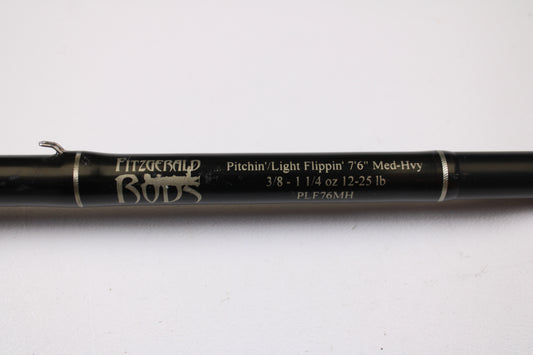 FITZGERALD
RODS
Pitchin'/Light Flippin' 7'6" Med-Hvy
3/8 - 1 1/4 oz 12-25 lb
PLF76MH